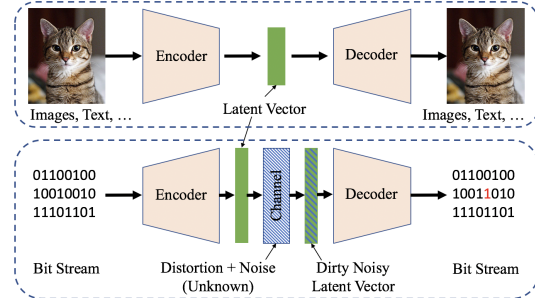 Encoder
Decoder
Images, Text, …
Latent Vector
Images, Text, …
01100100
10010010
11101101
Encoder
Channel
Decoder
01100100
10011010
11101101
Bit Stream
Distortion + Noise
(Unknown)
Dirty Noisy
Latent Vector
Bit Stream